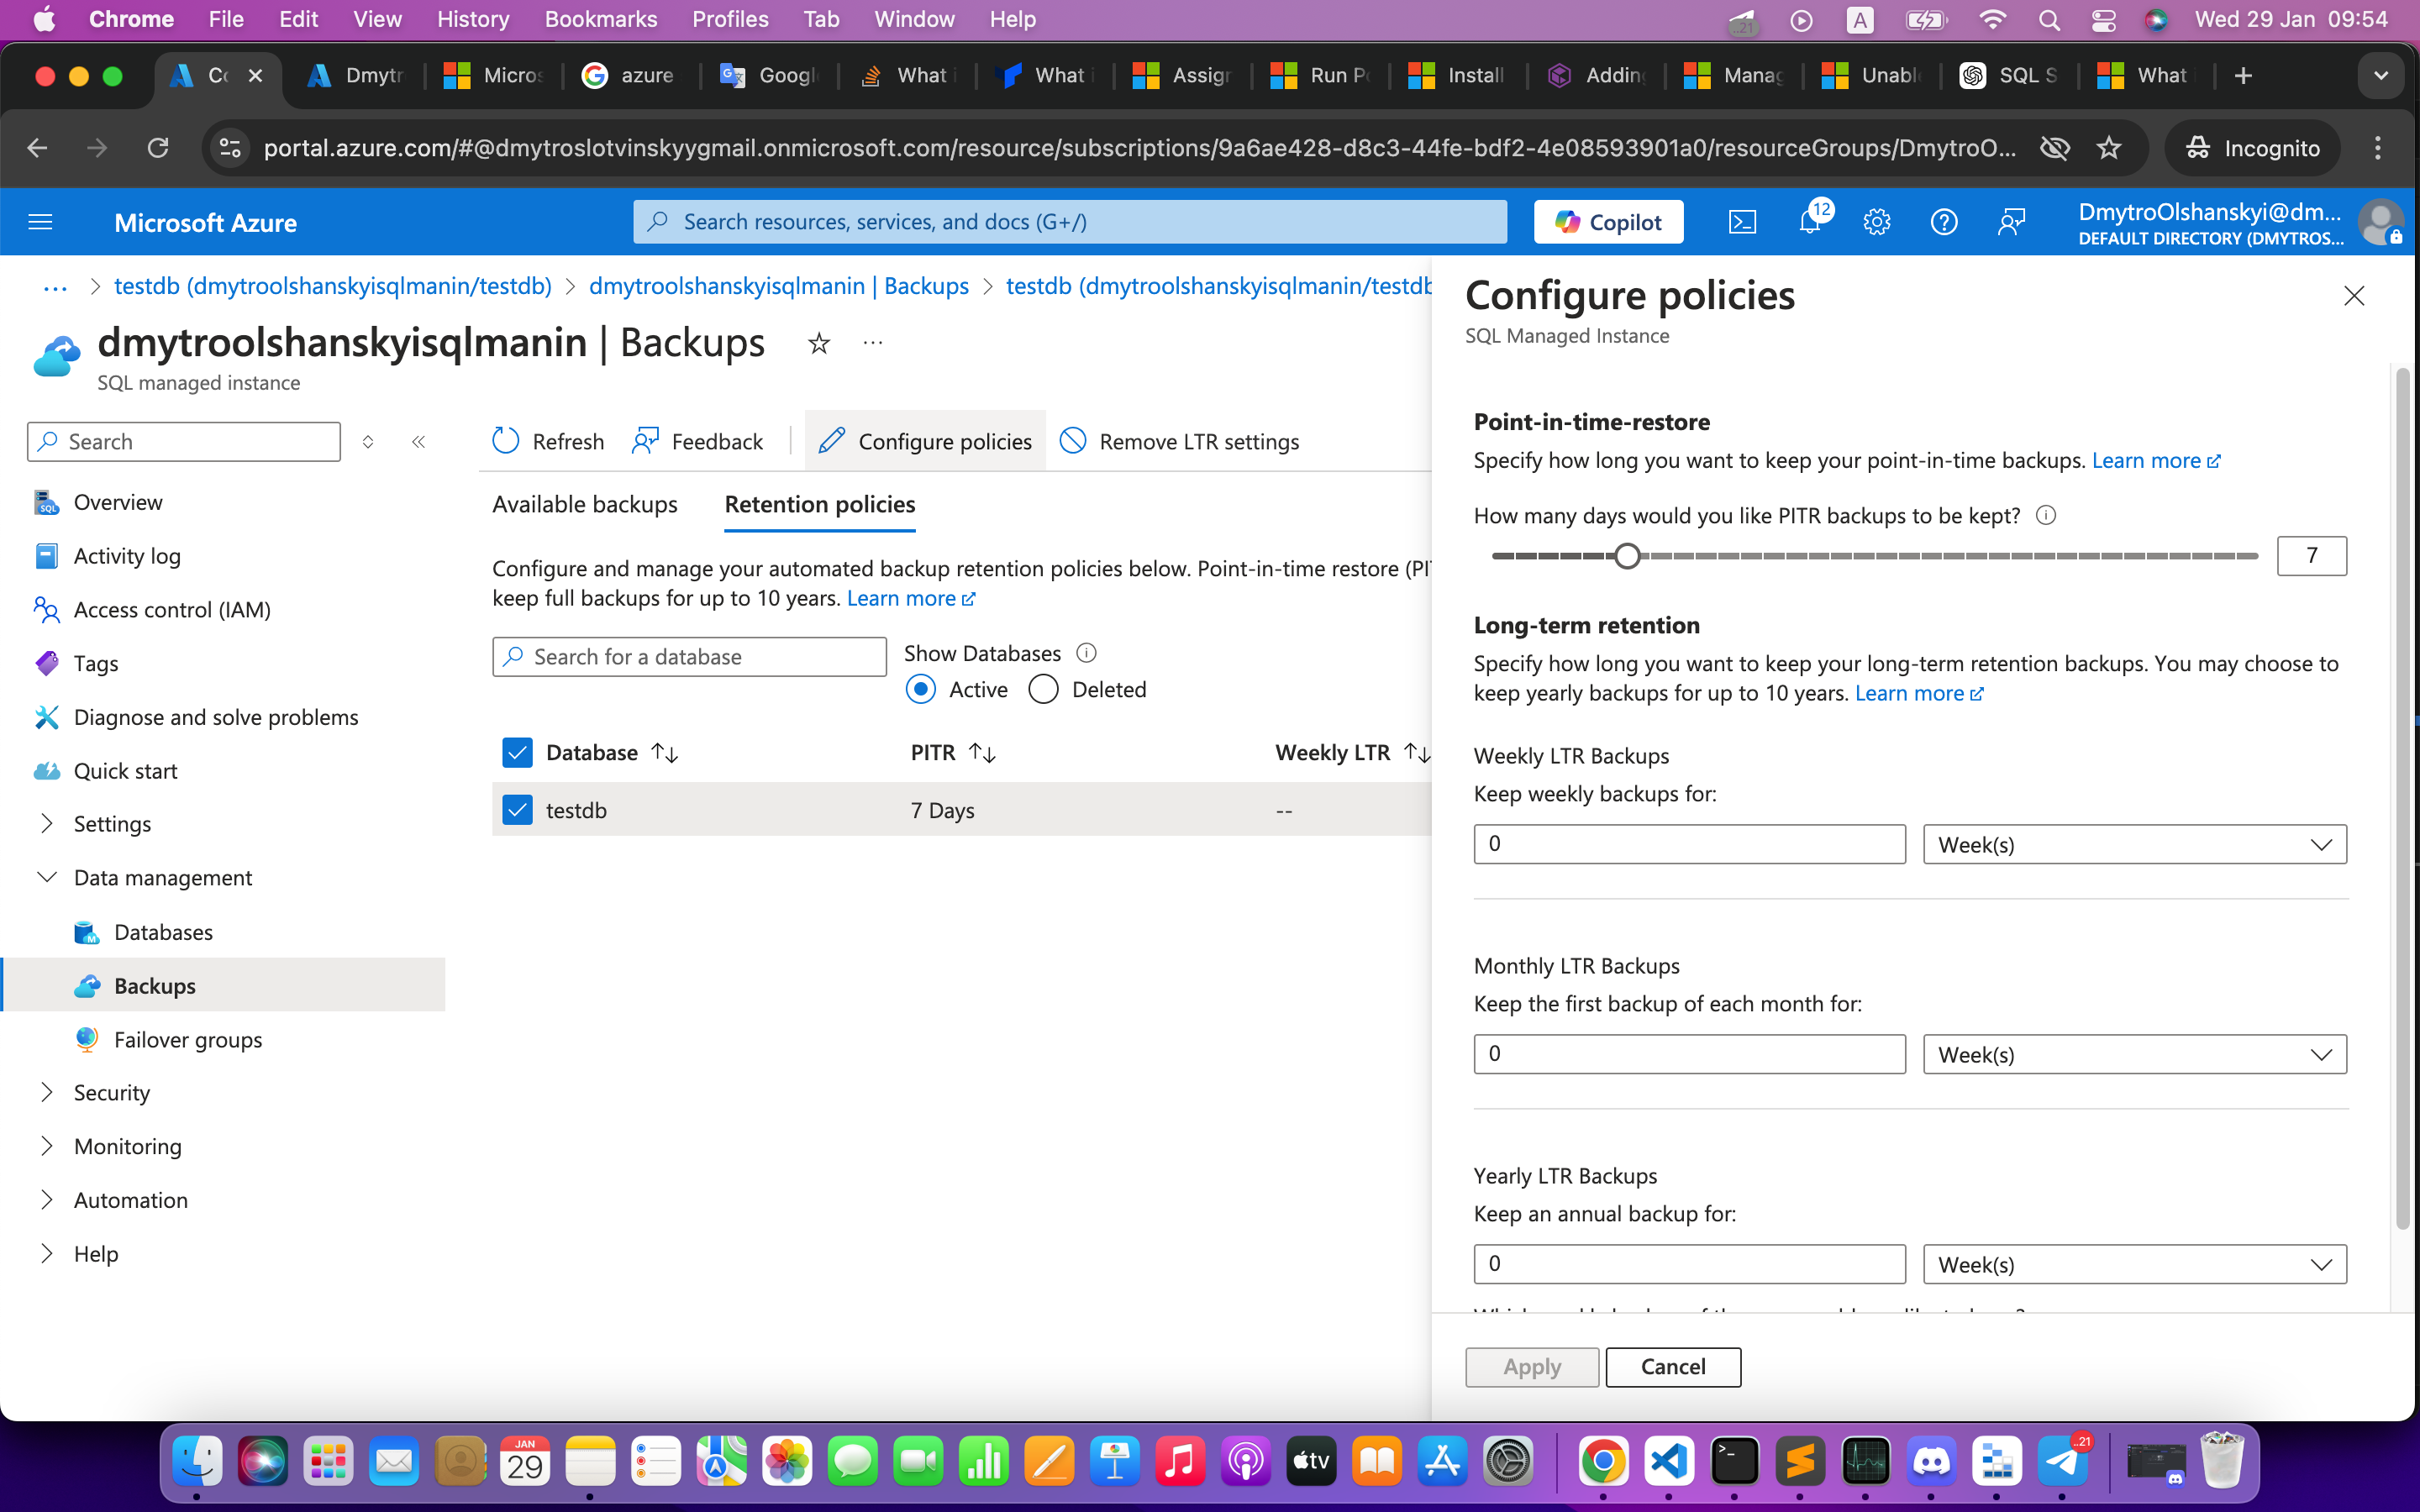 Chrome File Edit View History Bookmarks Profiles Tab Window Help
..21 A Wed 29 Jan 09:54
Dmytr Micros azure Googl What i What i Assign Run P Install Adding Manag Unabl SQL S What
portal.azure.com/#@dmytroslotvinskyygmail.onmicrosoft.com/resource/subscriptions/9a6ae428-d8c3-44fe-bdf2-4e08593901a0/resourceGroups/DmytroO...
Incognito
Microsoft Azure
Search resources, services, and docs (G+/)
Copilot
12
DmytroOlshanskyi@dm...
DEFAULT DIRECTORY (DMYTROS...
... > testdb (dmytroolshanskyisqlmanin/testdb) > dmytroolshanskyisqlmanin | Backups > testdb (dmytroolshanskyisqlmanin/testdb
dmytroolshanskyisqlmanin | Backups
SQL managed instance
Search
Overview
Activity log
Access control (IAM)
Tags
Diagnose and solve problems
Quick start
Settings
Data management
Databases
Backups
Failover groups
Security
Monitoring
Automation
Help
Refresh Feedback Configure policies Remove LTR settings
Available backups Retention policies
Configure and manage your automated backup retention policies below. Point-in-time restore (PI
keep full backups for up to 10 years. Learn more
Search for a database
Show Databases
Active Deleted
Database PITR Weekly LTR
testdb 7 Days --
Configure policies
SQL Managed Instance
Point-in-time-restore
Specify how long you want to keep your point-in-time backups. Learn more
How many days would you like PITR backups to be kept?
7
Long-term retention
Specify how long you want to keep your long-term retention backups. You may choose to
keep yearly backups for up to 10 years. Learn more
Weekly LTR Backups
Keep weekly backups for:
0 Week(s)
Monthly LTR Backups
Keep the first backup of each month for:
0 Week(s)
Yearly LTR Backups
Keep an annual backup for:
0 Week(s)
Apply Cancel
JAN
29
tv
..21